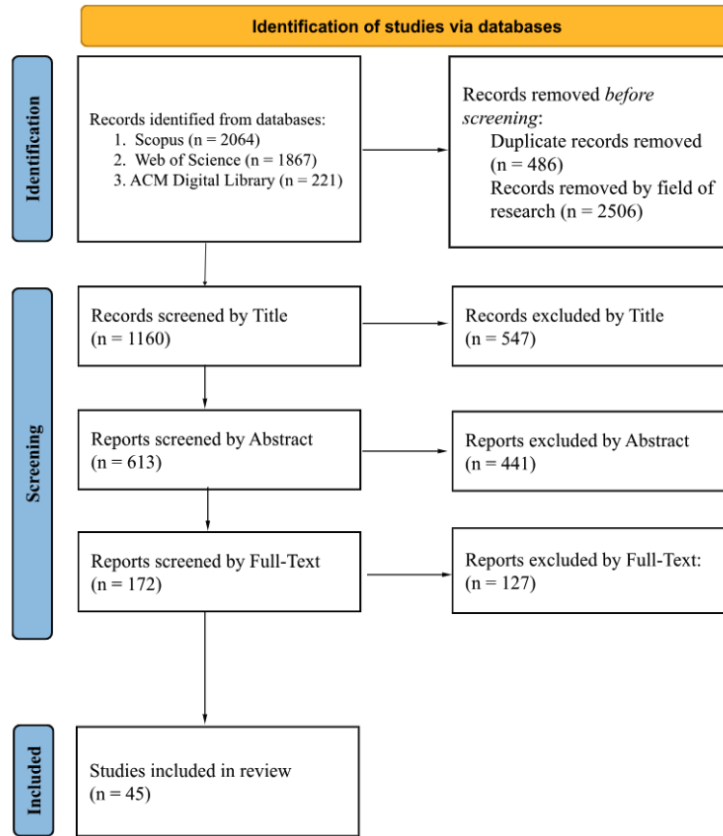 Identification of studies via databases
Identification
Records identified from databases:
1. Scopus (n = 2064)
2. Web of Science (n = 1867)
3. ACM Digital Library (n = 221)
Records removed before
screening:
Duplicate records removed
(n = 486)
Records removed by field of
research (n = 2506)
Screening
Records screened by Title
(n = 1160)
Records excluded by Title
(n = 547)
Reports screened by Abstract
(n = 613)
Reports excluded by Abstract
(n = 441)
Reports screened by Full-Text
(n = 172)
Reports excluded by Full-Text:
(n = 127)
Included
Studies included in review
(n = 45)